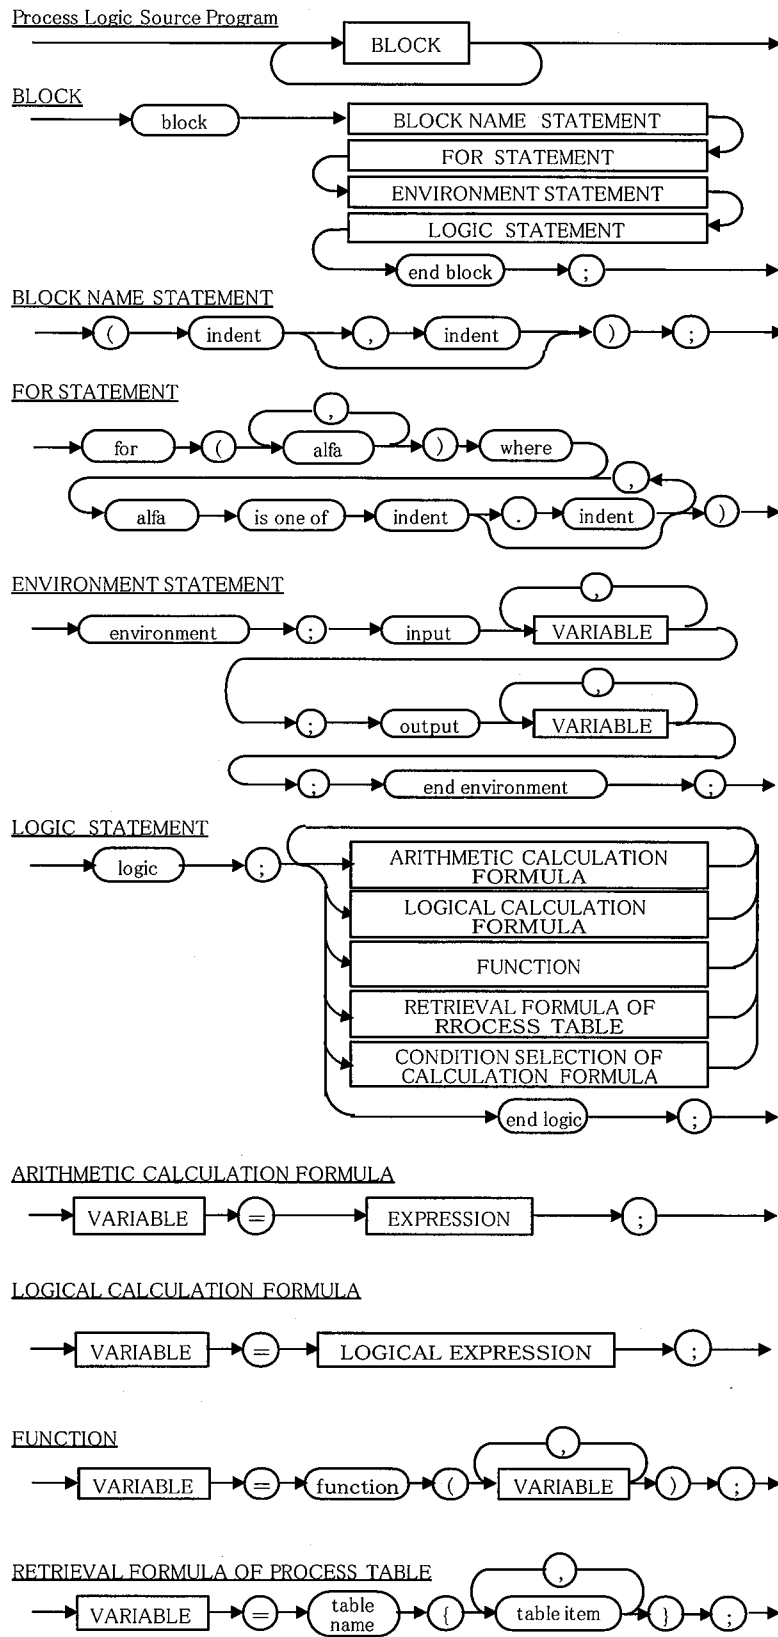 Process Logic Source Program
BLOCK
BLOCK
block
BLOCK NAME STATEMENT
FOR STATEMENT
ENVIRONMENT STATEMENT
LOGIC STATEMENT
end block ;
BLOCK NAME STATEMENT
( indent , indent ) ;
FOR STATEMENT
,
for ( alfa ) where
,
alfa is one of indent . indent )
ENVIRONMENT STATEMENT
,
environment ; input VARIABLE
,
; output VARIABLE
; end environment ;
LOGIC STATEMENT
logic ;
ARITHMETIC CALCULATION
FORMULA
LOGICAL CALCULATION
FORMULA
FUNCTION
RETRIEVAL FORMULA OF
RROCESS TABLE
CONDITION SELECTION OF
CALCULATION FORMULA
end logic ;
ARITHMETIC CALCULATION FORMULA
VARIABLE = EXPRESSION ;
LOGICAL CALCULATION FORMULA
VARIABLE = LOGICAL EXPRESSION ;
FUNCTION
,
VARIABLE = function ( VARIABLE ) ;
RETRIEVAL FORMULA OF PROCESS TABLE
,
VARIABLE = table name { table item } ;